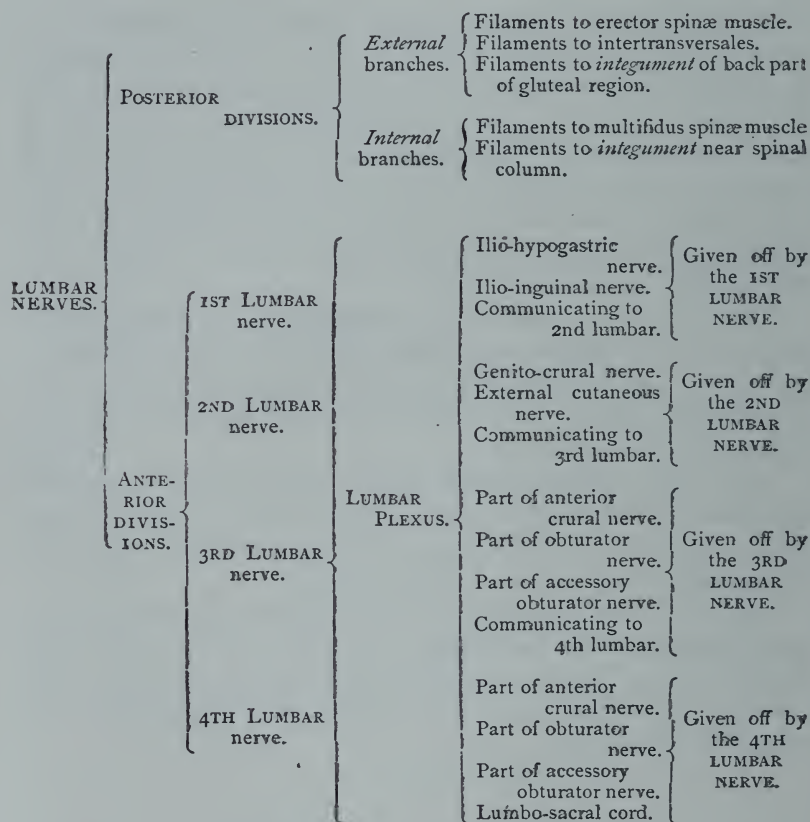 Filaments to erector spinæ muscle.
External
branches.
Filaments to intertransversales.
Filaments to integument of back part
of gluteal region.
POSTERIOR
DIVISIONS.
Internal
branches.
Filaments to multifidus spinæ muscle
Filaments to integument near spinal
column.
LUMBAR
NERVES.
ANTE-
RIOR
DIVIS-
IONS.
1ST LUMBAR
nerve.
2ND LUMBAR
nerve.
3RD LUMBAR
nerve.
4TH LUMBAR
nerve.
LUMBAR
PLEXUS.
Ilio-hypogastric
nerve.
Ilio-inguinal nerve.
Communicating to
2nd lumbar.
Given off by
the 1ST
LUMBAR
NERVE.
Genito-crural nerve.
External cutaneous
nerve.
Communicating to
3rd lumbar.
Given off by
the 2ND
LUMBAR
NERVE.
Part of anterior
crural nerve.
Part of obturator
nerve.
Part of accessory
obturator nerve.
Communicating to
4th lumbar.
Given off by
the 3RD
LUMBAR
NERVE.
Part of anterior
crural nerve.
Part of obturator
nerve.
Part of accessory
obturator nerve.
Lumbo-sacral cord.
Given off by
the 4TH
LUMBAR
NERVE.